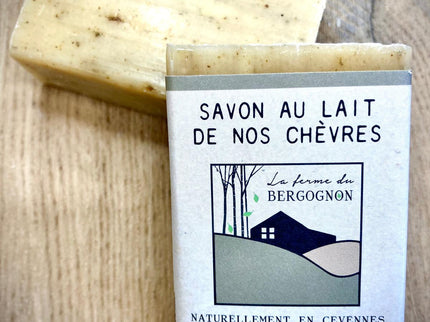 SAVON AU LAIT
DE NOS CHÈVRES
La ferme du
BERGOGNON
NATURELLEMENT EN CEVENNES